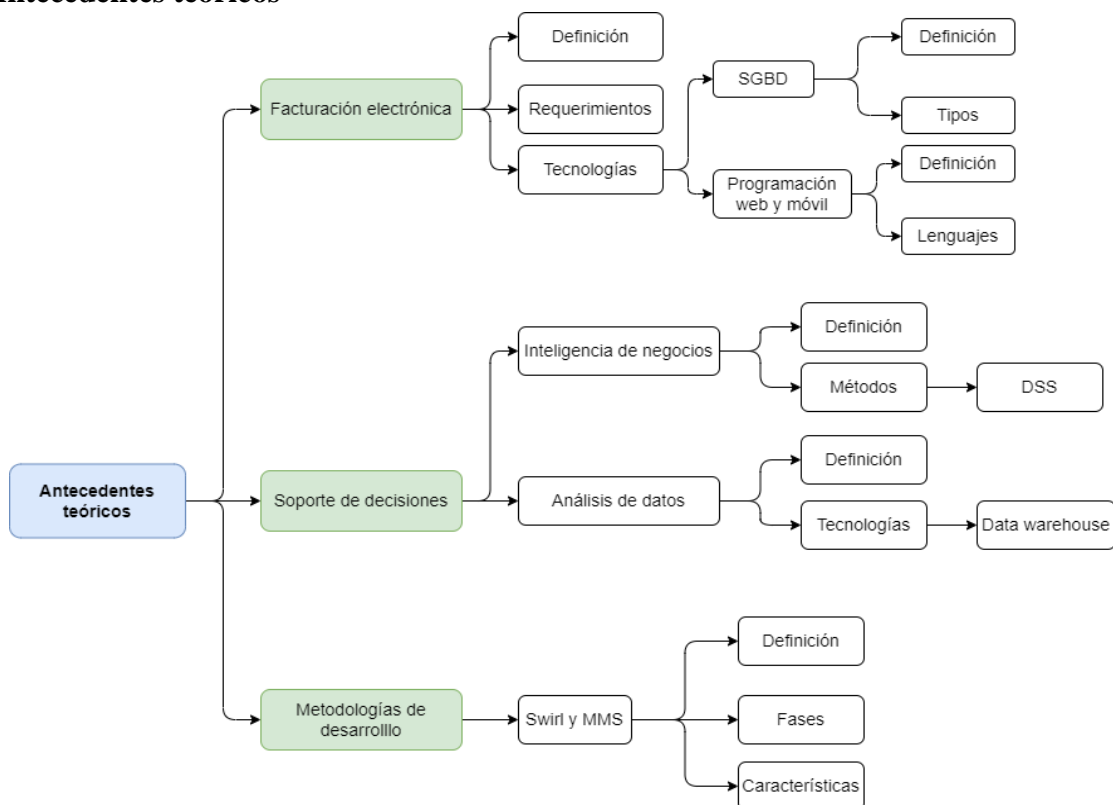 Antecedentes teóricos
Definición
Facturación electrónica
Requerimientos
Tecnologías
SGBD
Definición
Tipos
Programación
web y móvil
Definición
Lenguajes
Antecedentes
teóricos
Soporte de decisiones
Inteligencia de negocios
Definición
Métodos
DSS
Análisis de datos
Definición
Tecnologías
Data warehouse
Metodologías de
desarrolllo
Swirl y MMS
Definición
Fases
Características